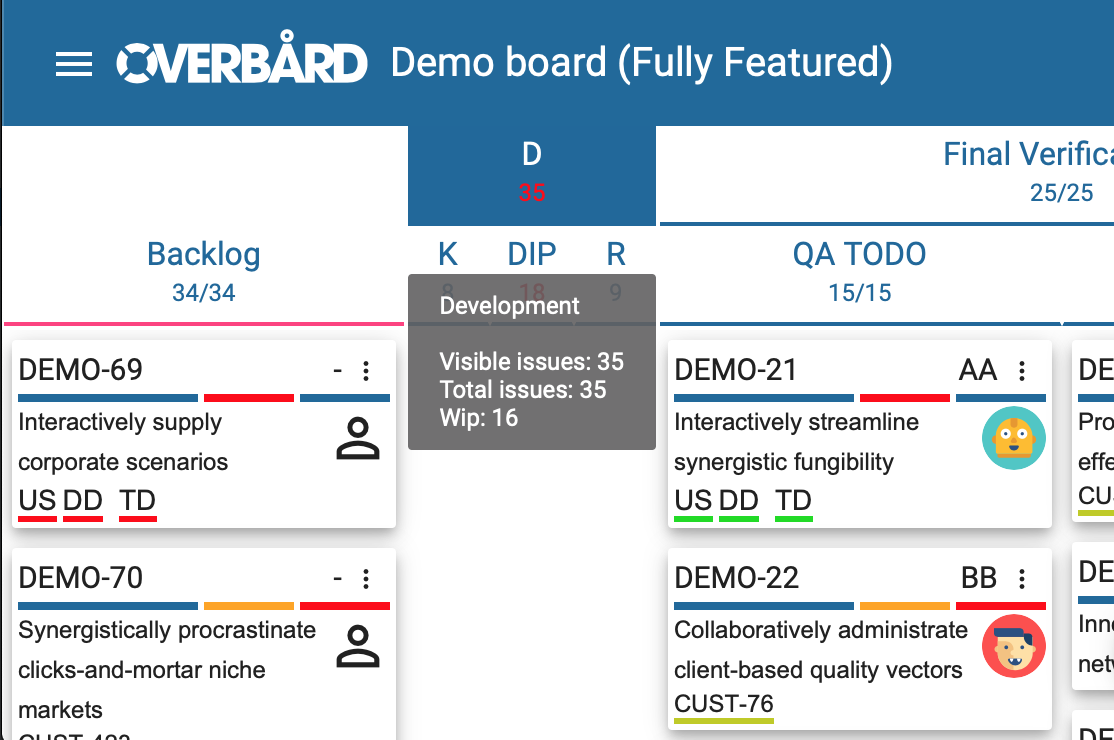 OVERBÅRD Demo board (Fully Featured)
D
35
Final Verifica
25/25
Backlog
34/34
K DIP R
8 18 9
QA TODO
15/15
Development
Visible issues: 35
Total issues: 35
Wip: 16
DEMO-69 -
Interactively supply
corporate scenarios
US DD TD
DEMO-70 -
Synergistically procrastinate
clicks-and-mortar niche
markets
DEMO-21 AA
Interactively streamline
synergistic fungibility
US DD TD
DEMO-22 BB
Collaboratively administrate
client-based quality vectors
CUST-76
DE
Pro
effe
CU
DE
Inn
net
DE